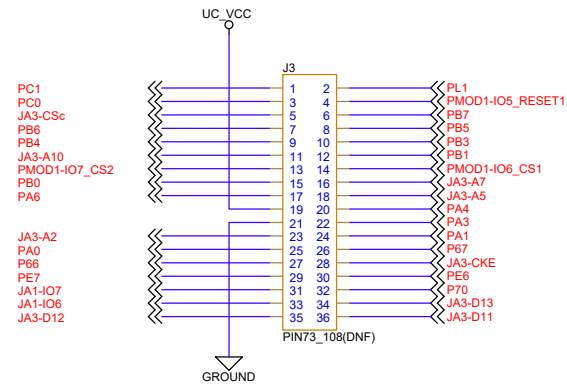 UC_VCC
J3
PC1 1 2 PL1
PC0 3 4 PMOD1-IO5_RESET1
JA3-CSc 5 6 PB7
PB6 7 8 PB5
PB4 9 10 PB3
JA3-A10 11 12 PB1
PMOD1-IO7_CS2 13 14 PMOD1-IO6_CS1
PB0 15 16 JA3-A7
PA6 17 18 JA3-A5
19 20 PA4
21 22 PA3
JA3-A2 23 24 PA1
PA0 25 26 P67
P66 27 28 JA3-CKE
PE7 29 30 PE6
JA1-IO7 31 32 P70
JA1-IO6 33 34 JA3-D13
JA3-D12 35 36 JA3-D11
PIN73_108(DNF)
GROUND